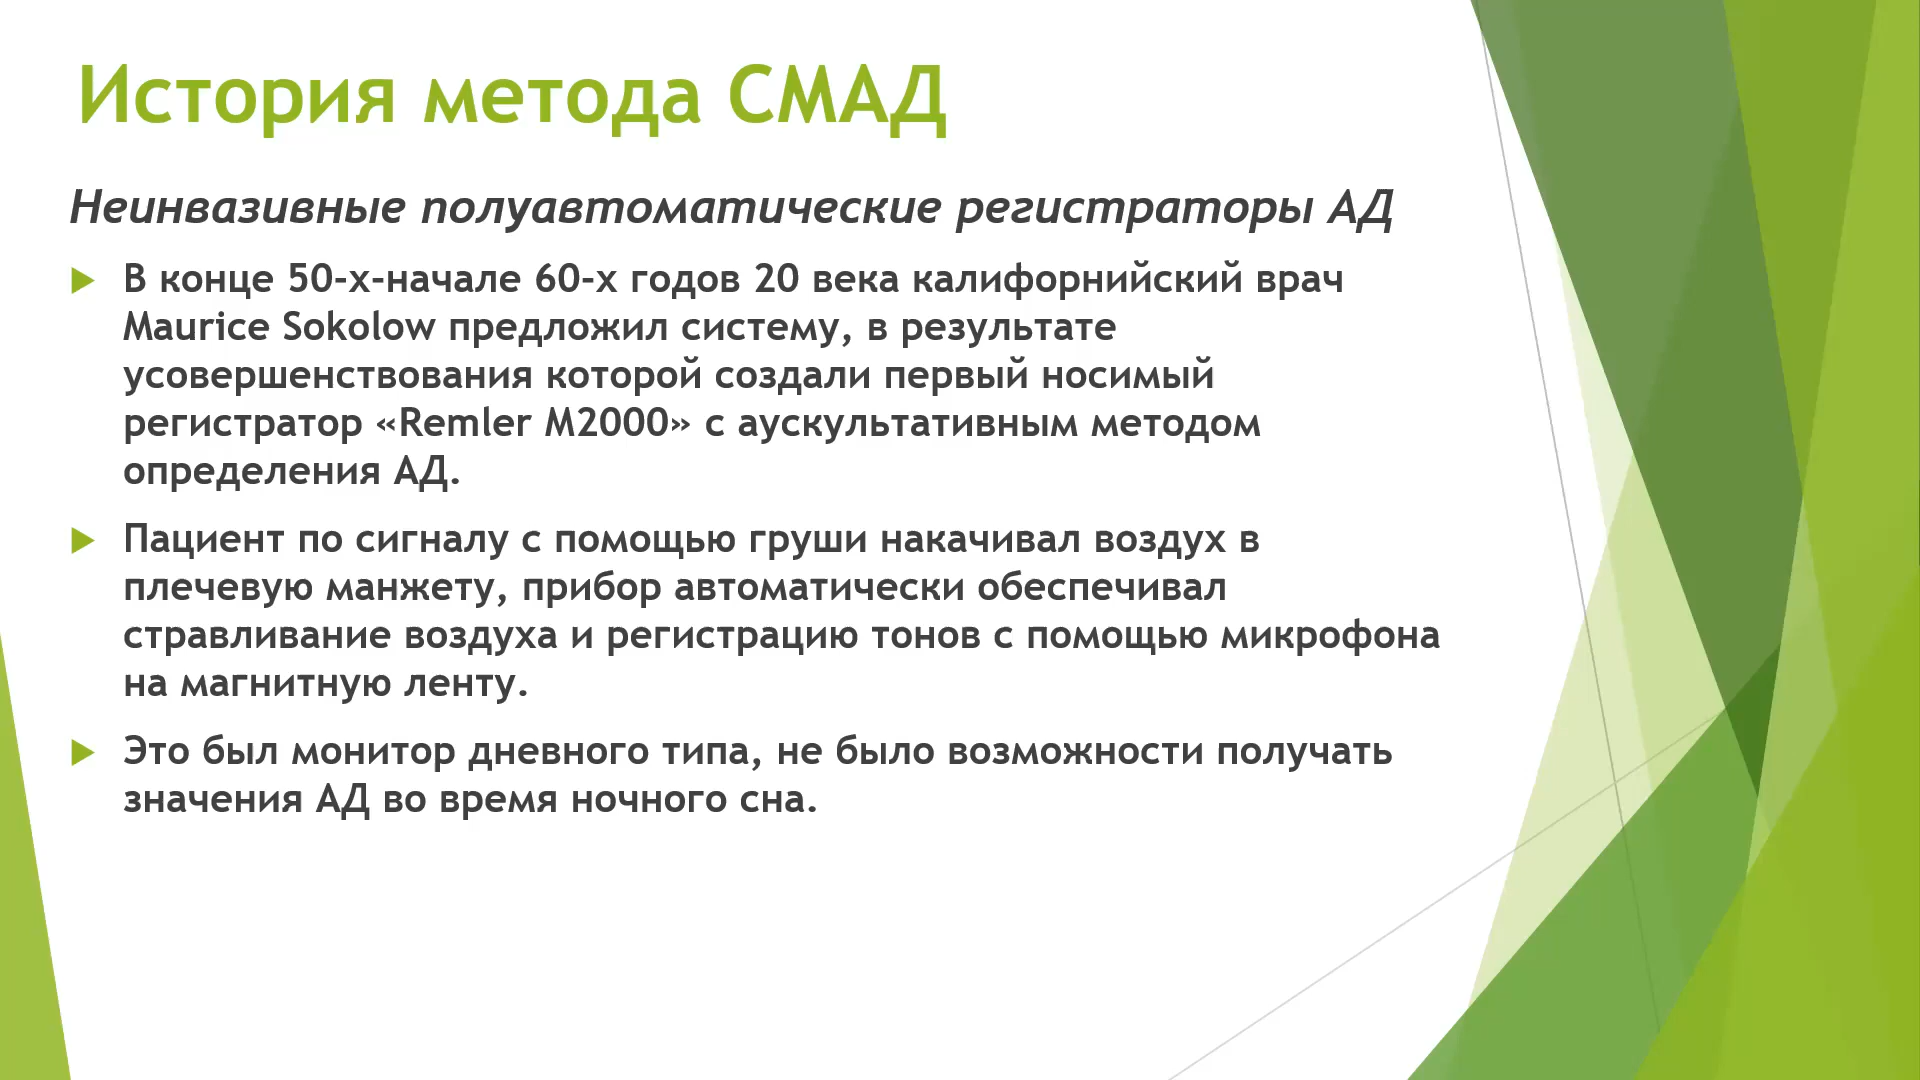 История метода СМАД
Неинвазивные полуавтоматические регистраторы АД
В конце 50-х-начале 60-х годов 20 века калифорнийский врач
Maurice Sokolow предложил систему, в результате
усовершенствования которой создали первый носимый
регистратор «Remler M2000» с аускультативным методом
определения АД.
Пациент по сигналу с помощью груши накачивал воздух в
плечевую манжету, прибор автоматически обеспечивал
стравливание воздуха и регистрацию тонов с помощью микрофона
на магнитную ленту.
Это был монитор дневного типа, не было возможности получать
значения АД во время ночного сна.